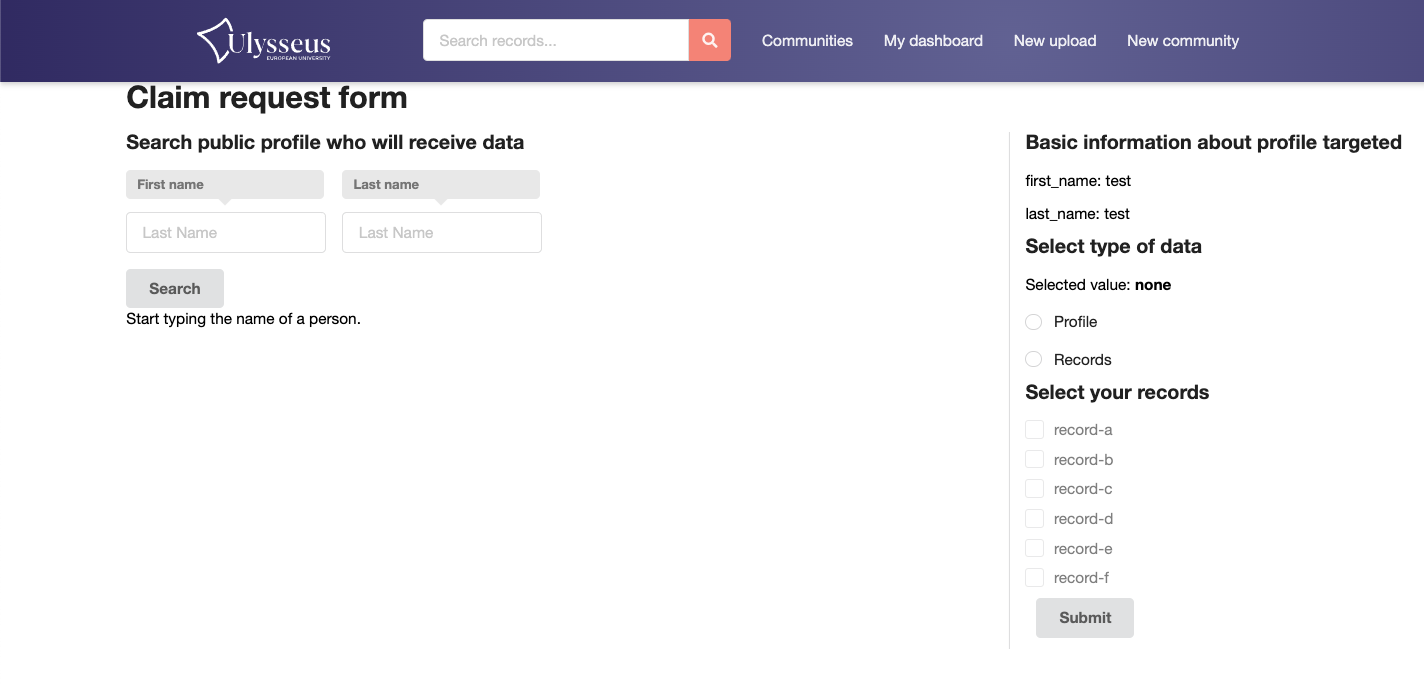 Ulysseus
EUROPEAN UNIVERSITY
Search records...
Communities
My dashboard
New upload
New community
Claim request form
Search public profile who will receive data
First name
Last name
Last Name
Last Name
Search
Start typing the name of a person.
Basic information about profile targeted
first_name: test
last_name: test
Select type of data
Selected value: none
Profile
Records
Select your records
record-a
record-b
record-c
record-d
record-e
record-f
Submit